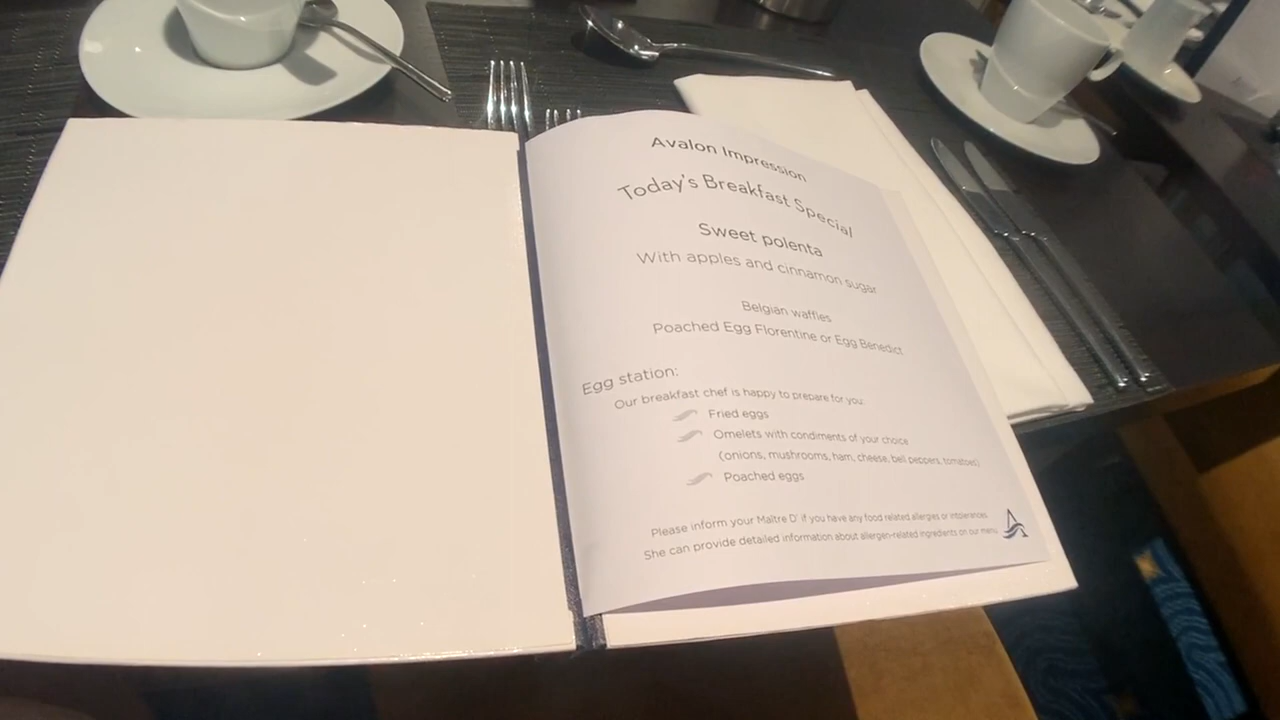 Avalon Impression
Today's Breakfast Special
Sweet polenta
With apples and cinnamon sugar
Belgian waffles
Poached Egg Florentine or Egg Benedict
Egg station:
Our breakfast chef is happy to prepare for you:
Fried eggs
Omelets with condiments of your choice
(onions, mushrooms, ham, cheese, bell peppers, tomatoes)
Poached eggs
Please inform your Maître D' if you have any food related allergies or intolerances.
She can provide detailed information about allergen-related ingredients on our menu